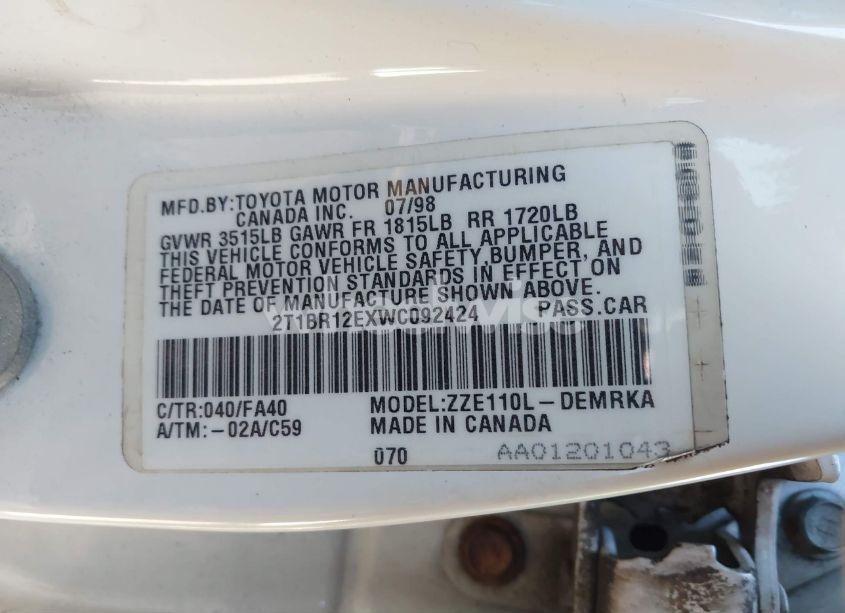 MFD.BY:TOYOTA MOTOR MANUFACTURING
CANADA INC. 07/98
GVWR 3515LB GAWR FR 1815LB RR 1720LB
THIS VEHICLE CONFORMS TO ALL APPLICABLE
FEDERAL MOTOR VEHICLE SAFETY,BUMPER, AND
THEFT PREVENTION STANDARDS IN EFFECT ON
THE DATE OF MANUFACTURE SHOWN ABOVE.
2T1BR12EXWC092424 PASS.CAR
C/TR:040/FA40 MODEL:ZZE110L-DEMRKA
A/TM:-02A/C59 MADE IN CANADA
070 AA01201043